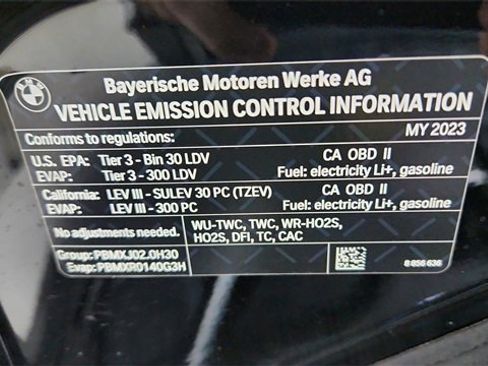 BMW
Bayerische Motoren Werke AG
VEHICLE EMISSION CONTROL INFORMATION
Conforms to regulations: MY 2023
U.S. EPA: Tier 3 - Bin 30 LDV CA OBD II
EVAP: Tier 3 - 300 LDV Fuel: electricity Li+, gasoline
California: LEV III - SULEV 30 PC (TZEV) CA OBD II
EVAP: LEV III - 300 PC Fuel: electricity Li+, gasoline
No adjustments needed. WU-TWC, TWC, WR-HO2S,
HO2S, DFI, TC, CAC
Group: PBMXJ02.0H30
Evap: PBMXR0140G3H 8 856 636